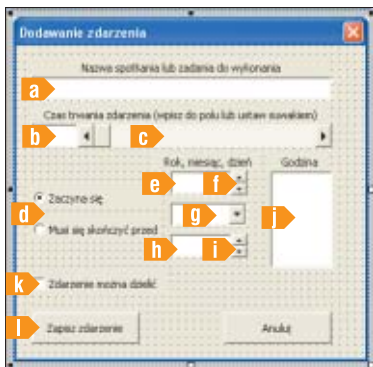 Dodawanie zdarzenia
Nazwa spotkania lub zadania do wykonania
a
Czas trwania zdarzenia (wpisz do pola lub ustaw suwakiem)
b c
Rok, miesiąc, dzień Godzina
e f
Zaczyna się
d g j
Musi się skończyć przed
h i
k Zdarzenie można dzielić
l Zapisz zdarzenie Anuluj